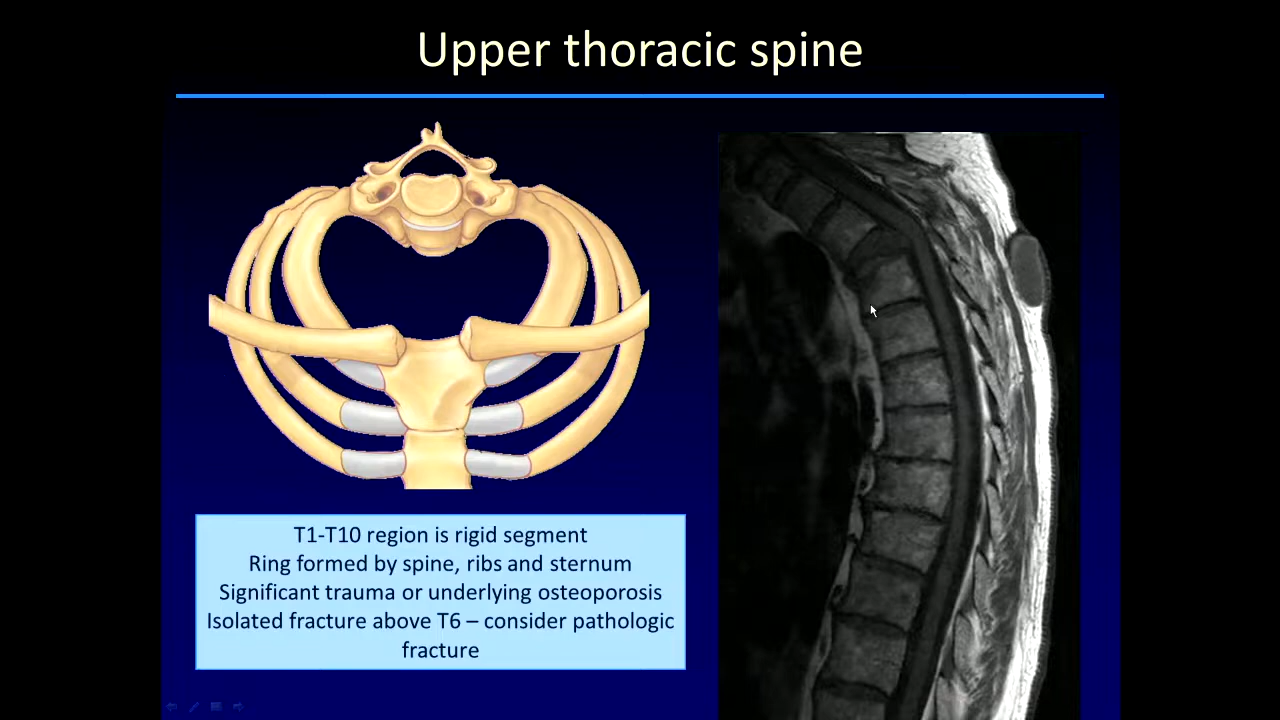 Upper thoracic spine
T1-T10 region is rigid segment
Ring formed by spine, ribs and sternum
Significant trauma or underlying osteoporosis
Isolated fracture above T6 – consider pathologic
fracture